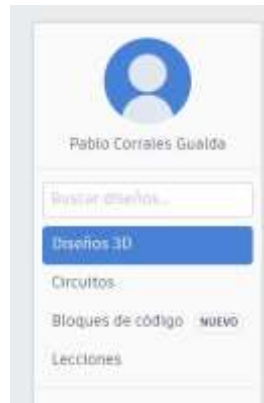 Pablo Corrales Gualda
Buscar diseños...
Diseños 3D
Circuitos
Bloques de código NUEVO
Lecciones